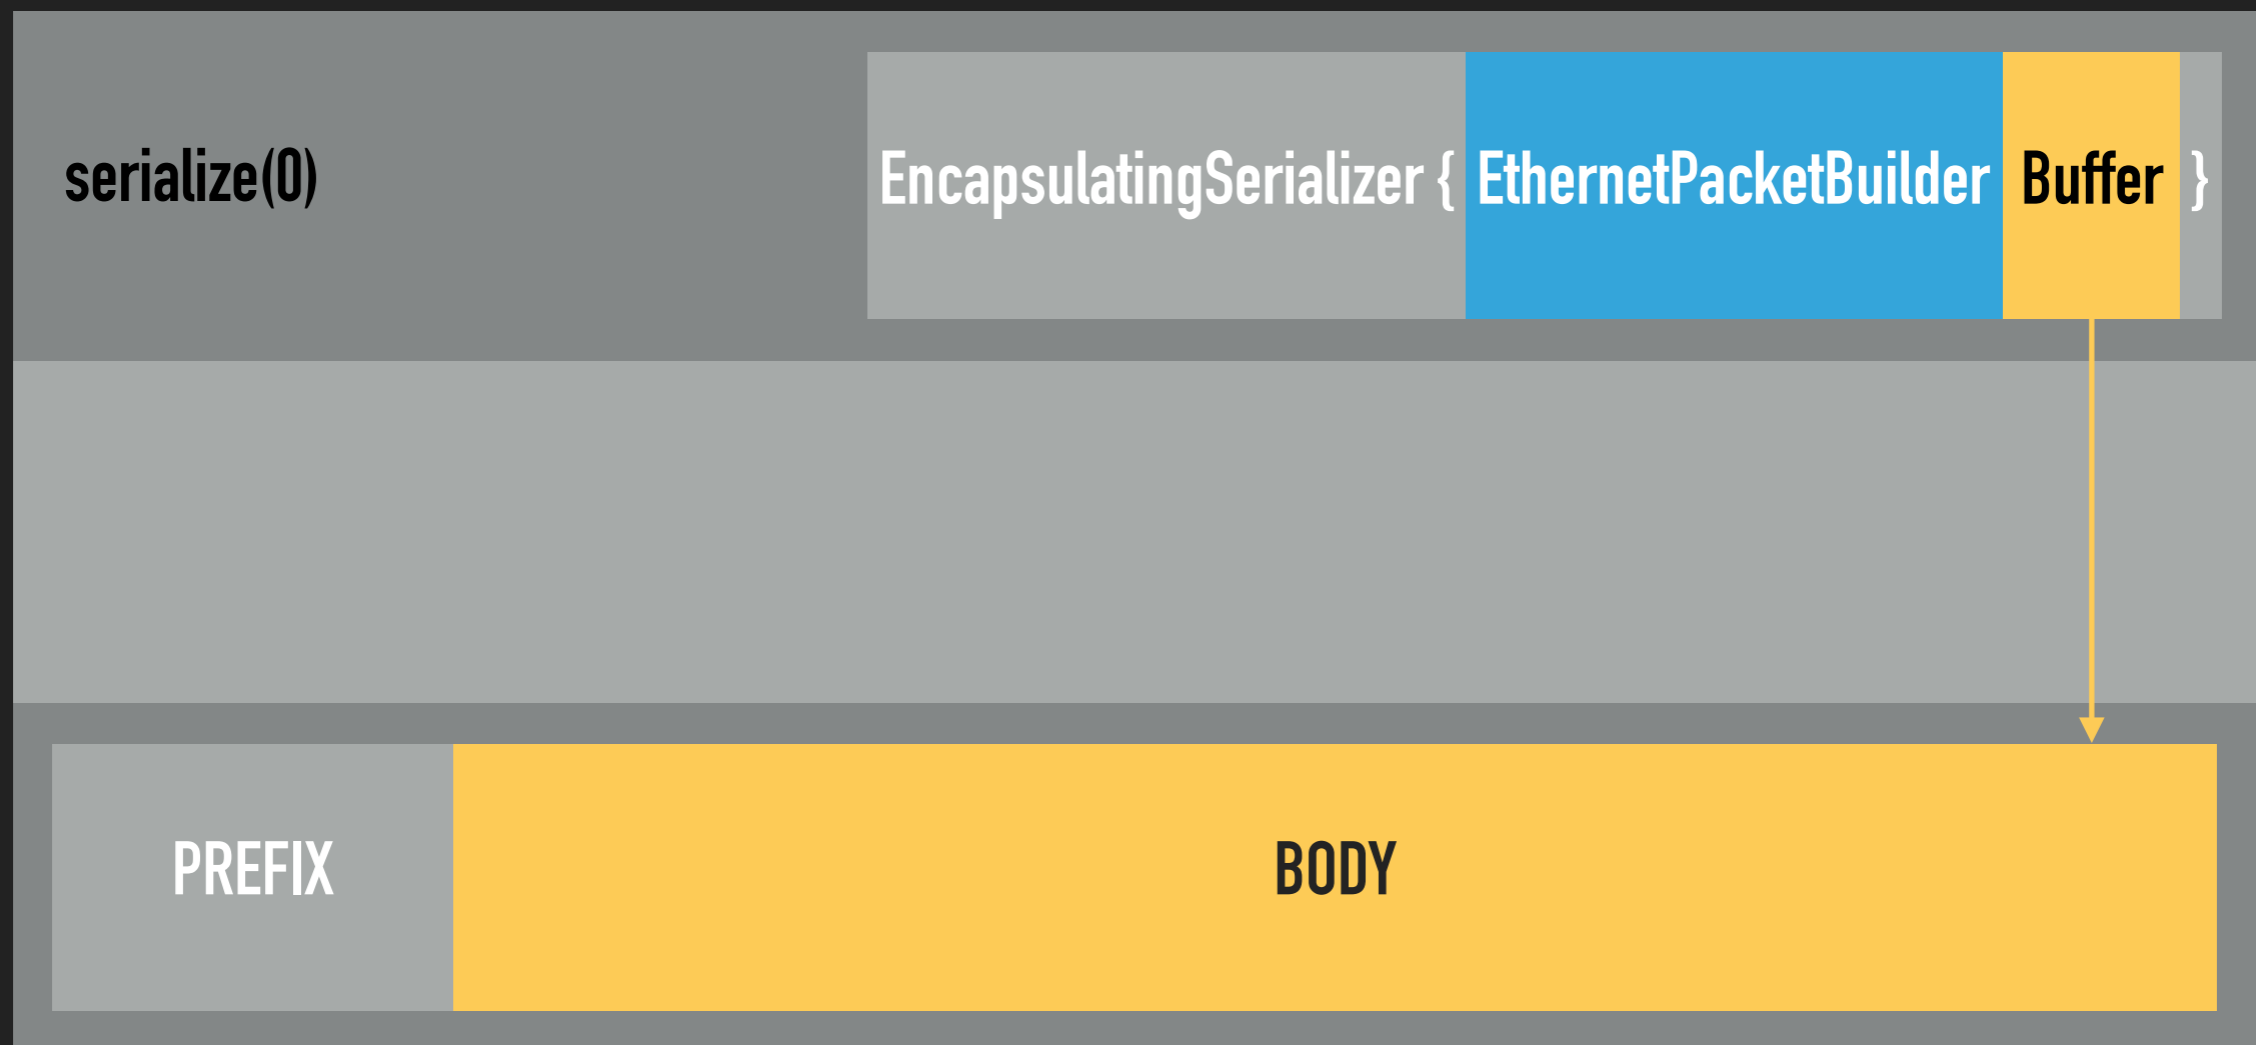 serialize(0)
EncapsulatingSerializer { EthernetPacketBuilder Buffer }
PREFIX
BODY